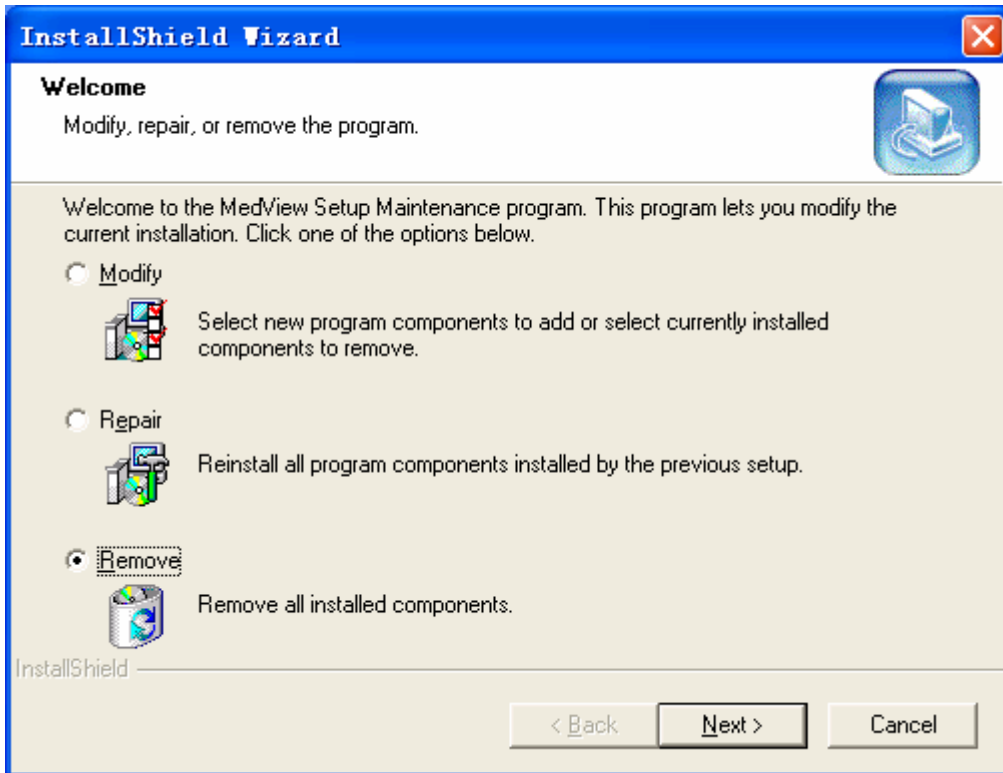 InstallShield Wizard
Welcome
Modify, repair, or remove the program.
Welcome to the MedView Setup Maintenance program. This program lets you modify the
current installation. Click one of the options below.
Modify
Select new program components to add or select currently installed
components to remove.
Repair
Reinstall all program components installed by the previous setup.
Remove
Remove all installed components.
InstallShield
< Back
Next >
Cancel